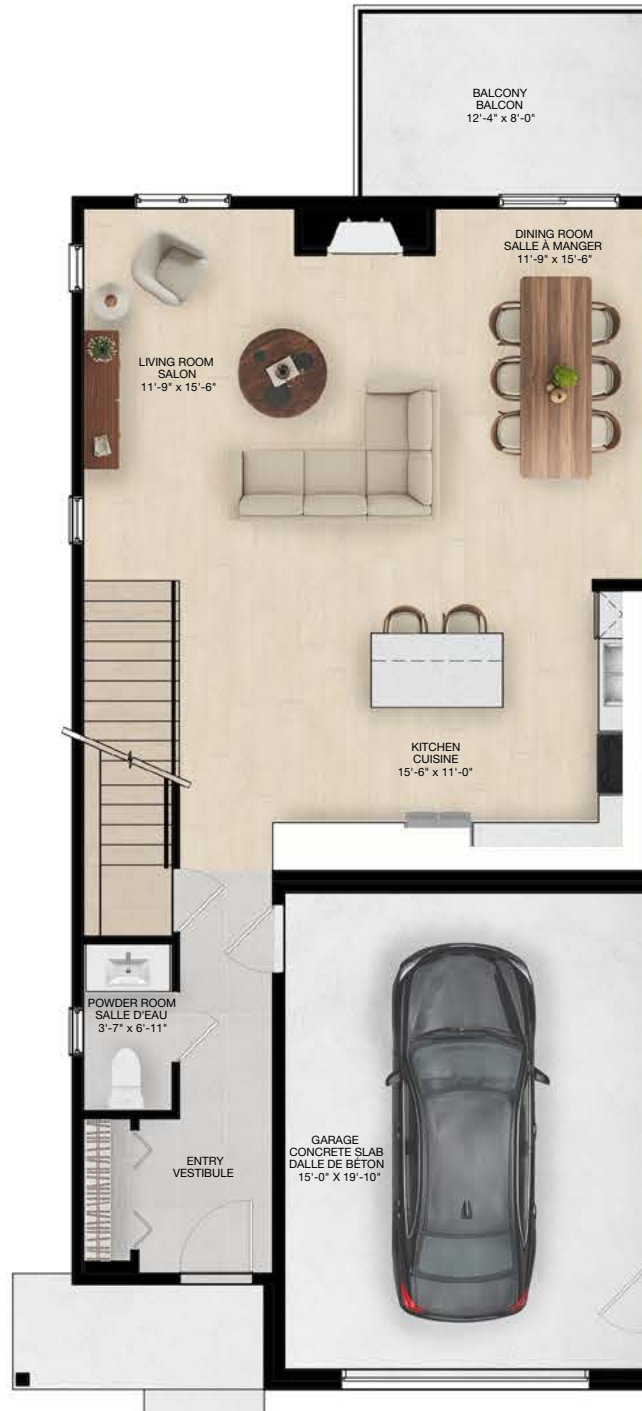 BALCONY
BALCON
12'-4" x 8'-0"
DINING ROOM
SALLE À MANGER
11'-9" x 15'-6"
LIVING ROOM
SALON
11'-9" x 15'-6"
KITCHEN
CUISINE
15'-6" x 11'-0"
POWDER ROOM
SALLE D'EAU
3'-7" x 6'-11"
ENTRY
VESTIBULE
GARAGE
CONCRETE SLAB
DALLE DE BÉTON
15'-0" X 19'-10"